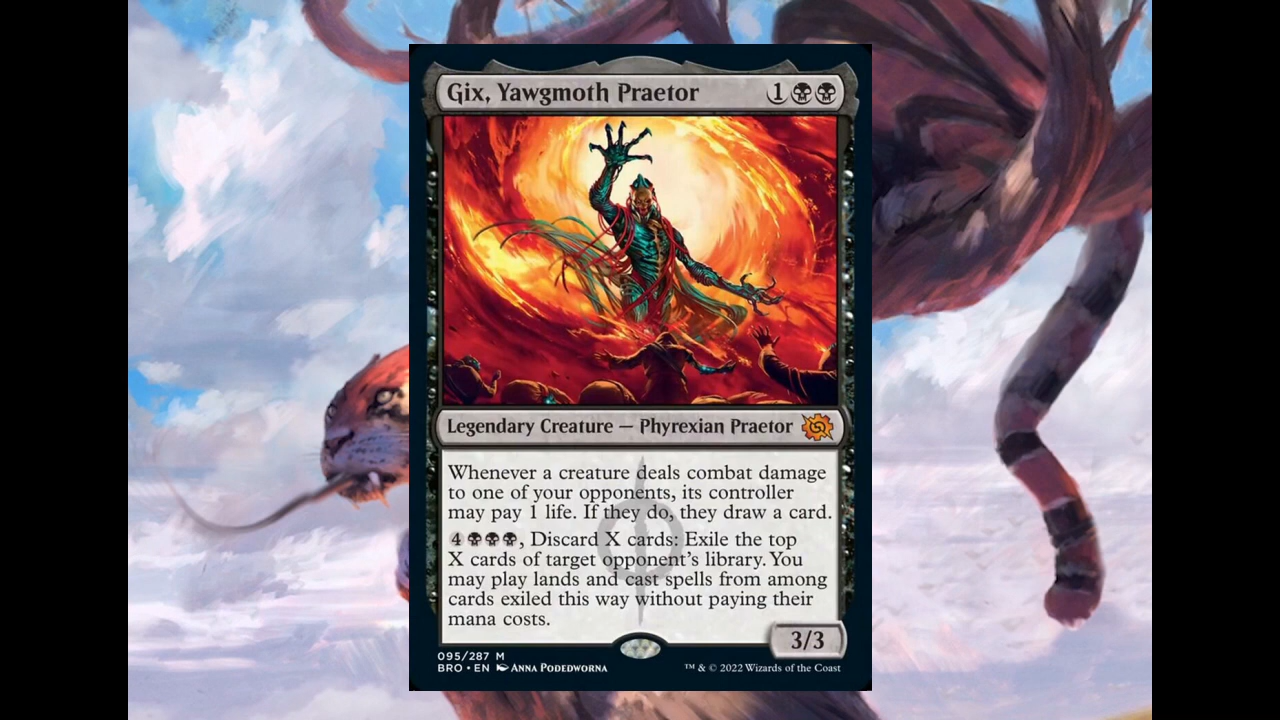 Gix, Yawgmoth Praetor 1
Legendary Creature — Phyrexian Praetor
Whenever a creature deals combat damage
to one of your opponents, its controller
may pay 1 life. If they do, they draw a card.
4, Discard X cards: Exile the top
X cards of target opponent's library. You
may play lands and cast spells from among
cards exiled this way without paying their
mana costs.
3/3
095/287 M
BRO • EN Anna Podedworna
™ & © 2022 Wizards of the Coast